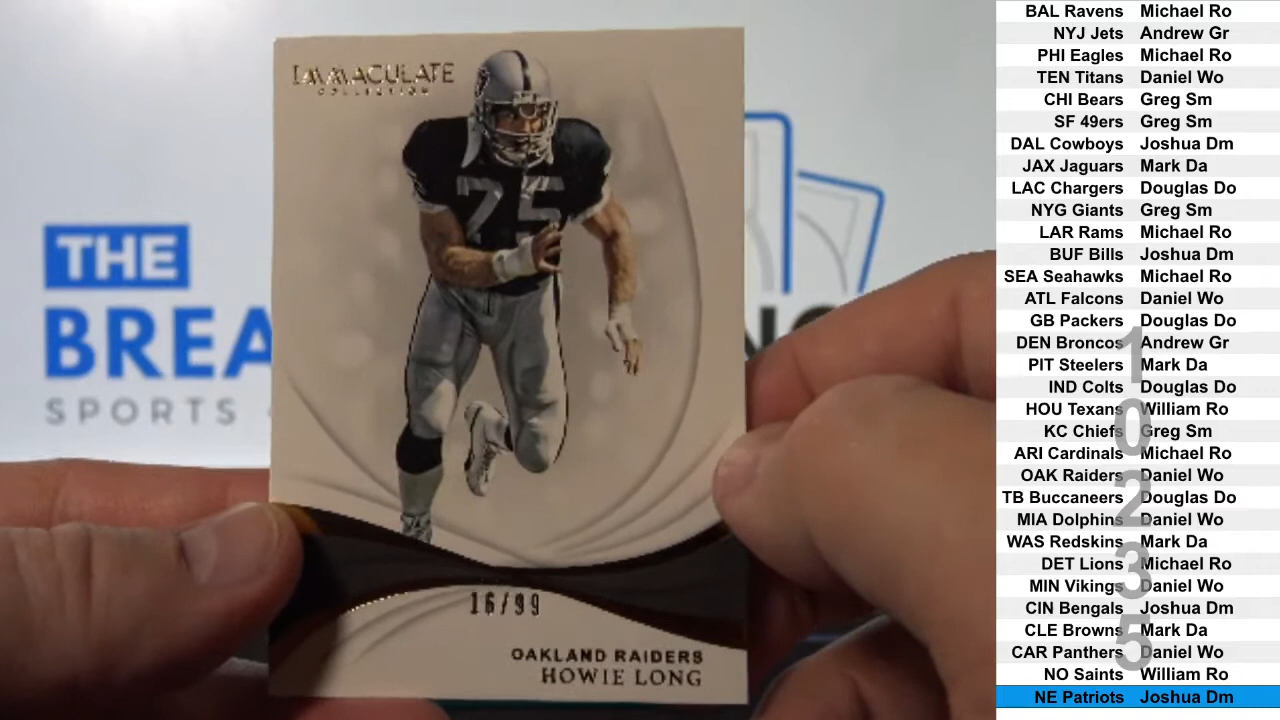 IMMACULATE
COLLECTION
75
16/99
OAKLAND RAIDERS
HOWIE LONG
THE
BREA
SPORTS
BAL Ravens Michael Ro
NYJ Jets Andrew Gr
PHI Eagles Michael Ro
TEN Titans Daniel Wo
CHI Bears Greg Sm
SF 49ers Greg Sm
DAL Cowboys Joshua Dm
JAX Jaguars Mark Da
LAC Chargers Douglas Do
NYG Giants Greg Sm
LAR Rams Michael Ro
BUF Bills Joshua Dm
SEA Seahawks Michael Ro
ATL Falcons Daniel Wo
GB Packers Douglas Do
DEN Broncos Andrew Gr
PIT Steelers Mark Da
IND Colts Douglas Do
HOU Texans William Ro
KC Chiefs Greg Sm
ARI Cardinals Michael Ro
OAK Raiders Daniel Wo
TB Buccaneers Douglas Do
MIA Dolphins Daniel Wo
WAS Redskins Mark Da
DET Lions Michael Ro
MIN Vikings Daniel Wo
CIN Bengals Joshua Dm
CLE Browns Mark Da
CAR Panthers Daniel Wo
NO Saints William Ro
NE Patriots Joshua Dm
1
0
2
3
5